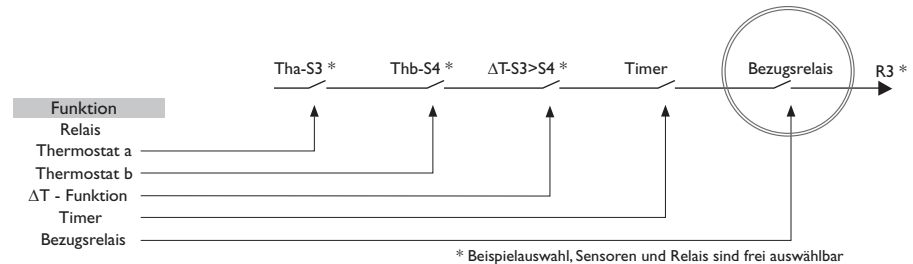 Tha-S3 * Thb-S4 * ΔT-S3>S4 * Timer Bezugsrelais R3 *
Funktion
Relais
Thermostat a
Thermostat b
ΔT - Funktion
Timer
Bezugsrelais
* Beispielauswahl, Sensoren und Relais sind frei auswählbar